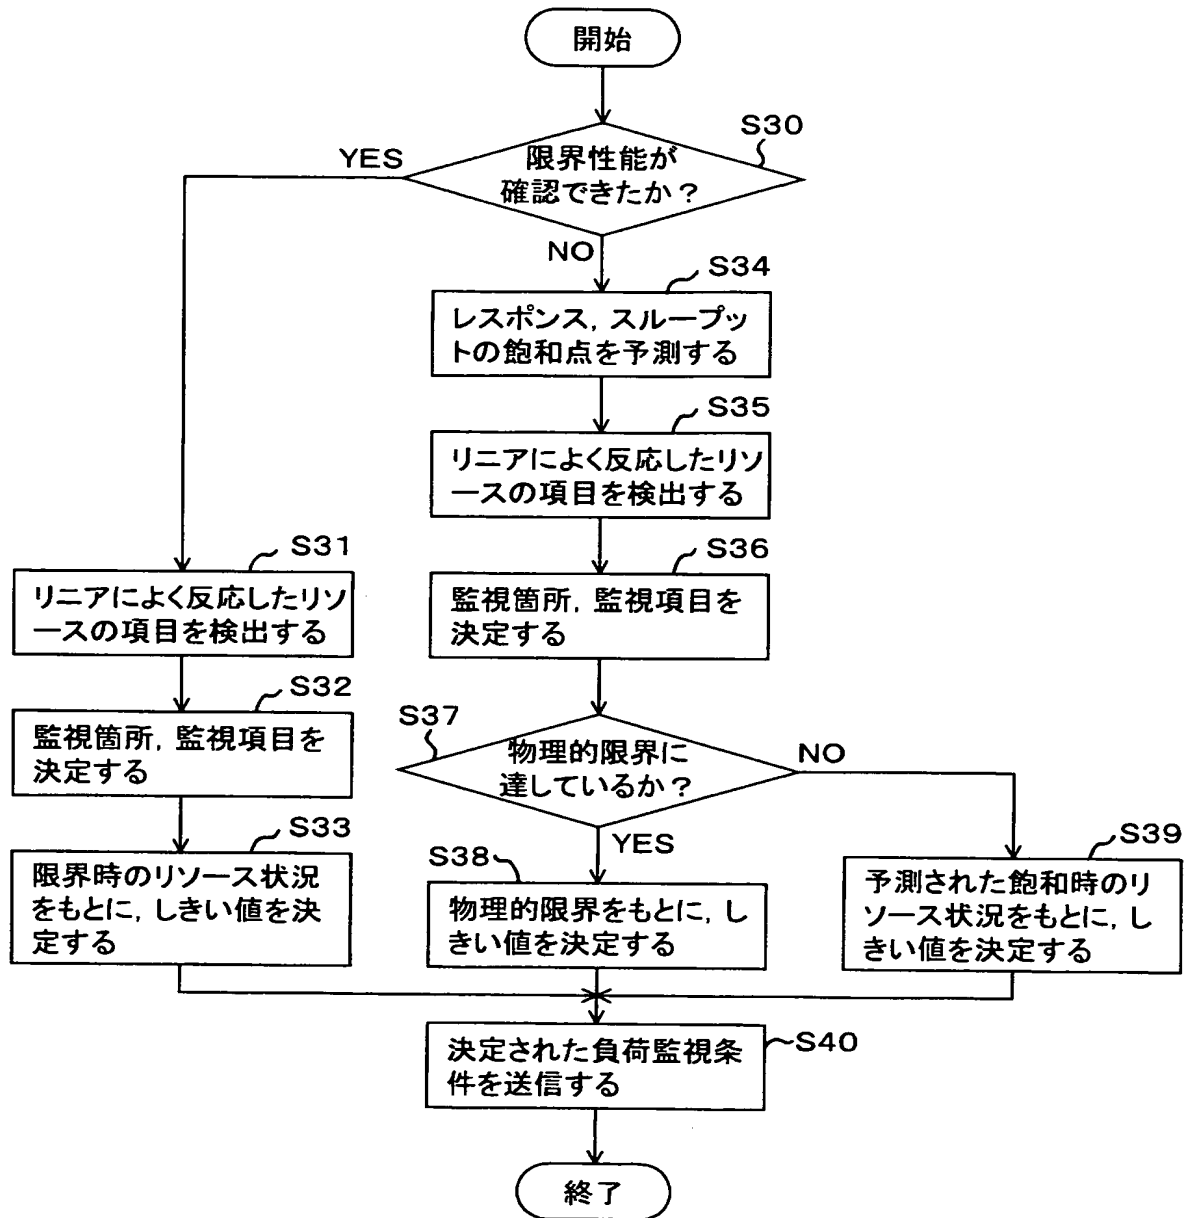 開始
S30
YES
限界性能が
確認できたか？
NO
S34
レスポンス，スループッ
トの飽和点を予測する
S35
リニアによく反応したリソ
ースの項目を検出する
S31
リニアによく反応したリソ
ースの項目を検出する
S36
監視箇所，監視項目を
決定する
S32
監視箇所，監視項目を
決定する
S37
物理的限界に
達しているか？
NO
YES
S33
限界時のリソース状況
をもとに，しきい値を決
定する
S38
物理的限界をもとに，し
きい値を決定する
S39
予測された飽和時のリ
ソース状況をもとに，し
きい値を決定する
決定された負荷監視条
件を送信する
S40
終了